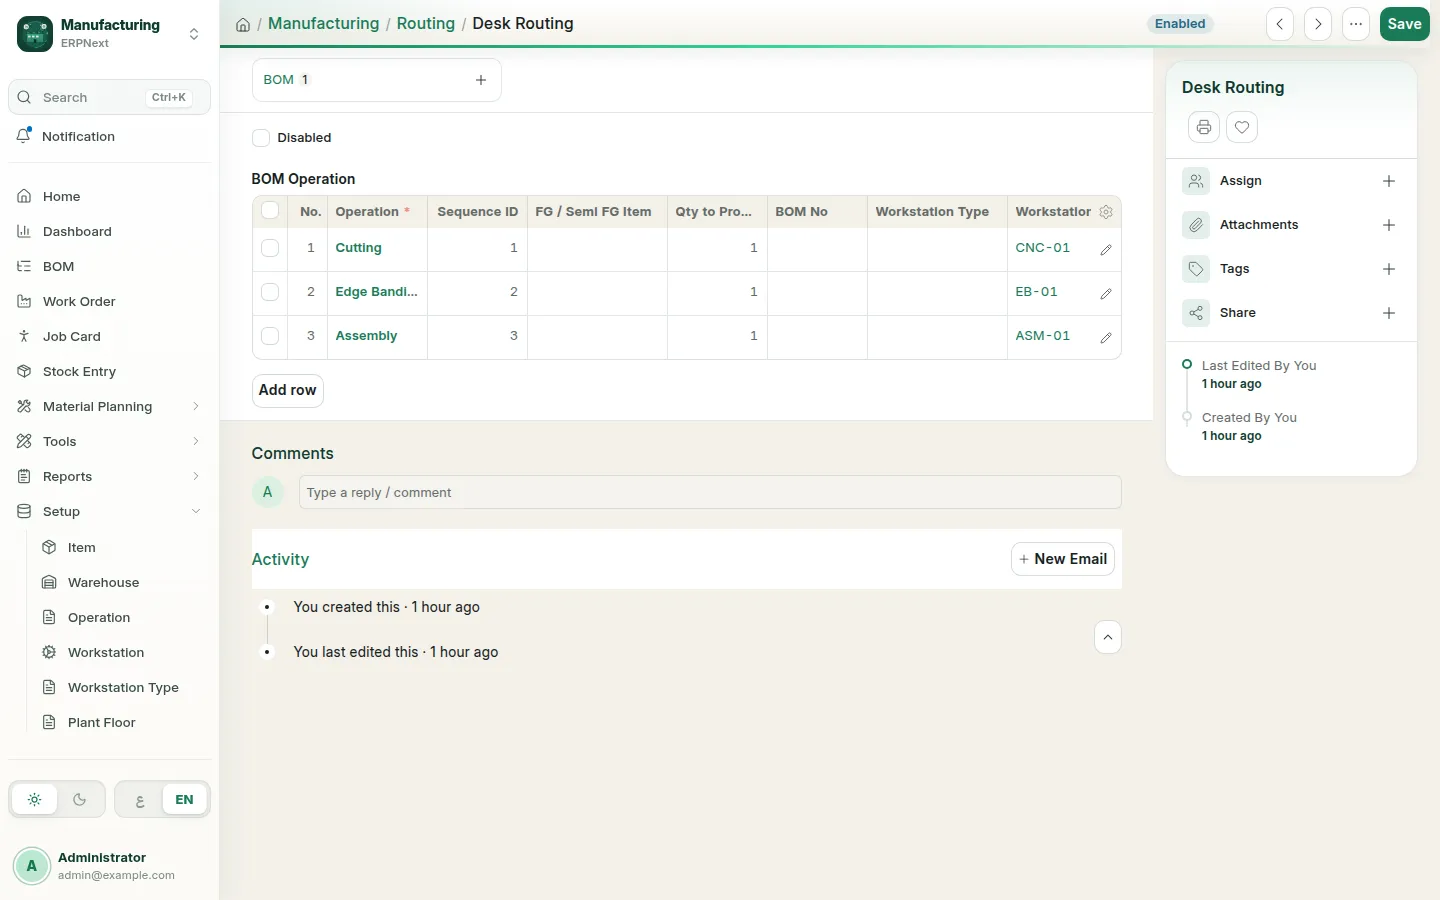 Manufacturing
ERPNext
Search Ctrl+K
Notification
Home
Dashboard
BOM
Work Order
Job Card
Stock Entry
Material Planning
Tools
Reports
Setup
Item
Warehouse
Operation
Workstation
Workstation Type
Plant Floor
ع EN
A
Administrator
admin@example.com
/ Manufacturing / Routing / Desk Routing
Enabled
Save
BOM 1
Disabled
BOM Operation
No. Operation * Sequence ID FG / Semi FG Item Qty to Pro... BOM No Workstation Type Workstation
1 Cutting 1 1 CNC-01
2 Edge Bandi... 2 1 EB-01
3 Assembly 3 1 ASM-01
Add row
Comments
A Type a reply / comment
Activity
New Email
You created this · 1 hour ago
You last edited this · 1 hour ago
Desk Routing
Assign
Attachments
Tags
Share
Last Edited By You
1 hour ago
Created By You
1 hour ago